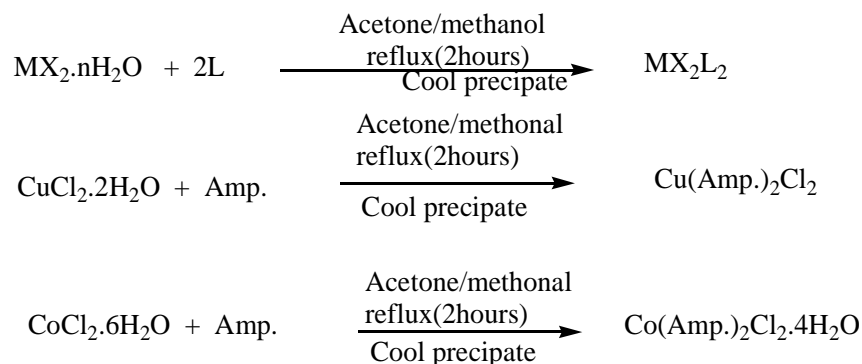 Acetone/methanol
reflux(2hours)
MX₂.nH₂O + 2L
MX₂L₂
Cool precipate
Acetone/methonal
reflux(2hours)
CuCl₂.2H₂O + Amp.
Cu(Amp.)₂Cl₂
Cool precipate
Acetone/methonal
reflux(2hours)
CoCl₂.6H₂O + Amp.
Co(Amp.)₂Cl₂.4H₂O
Cool precipate